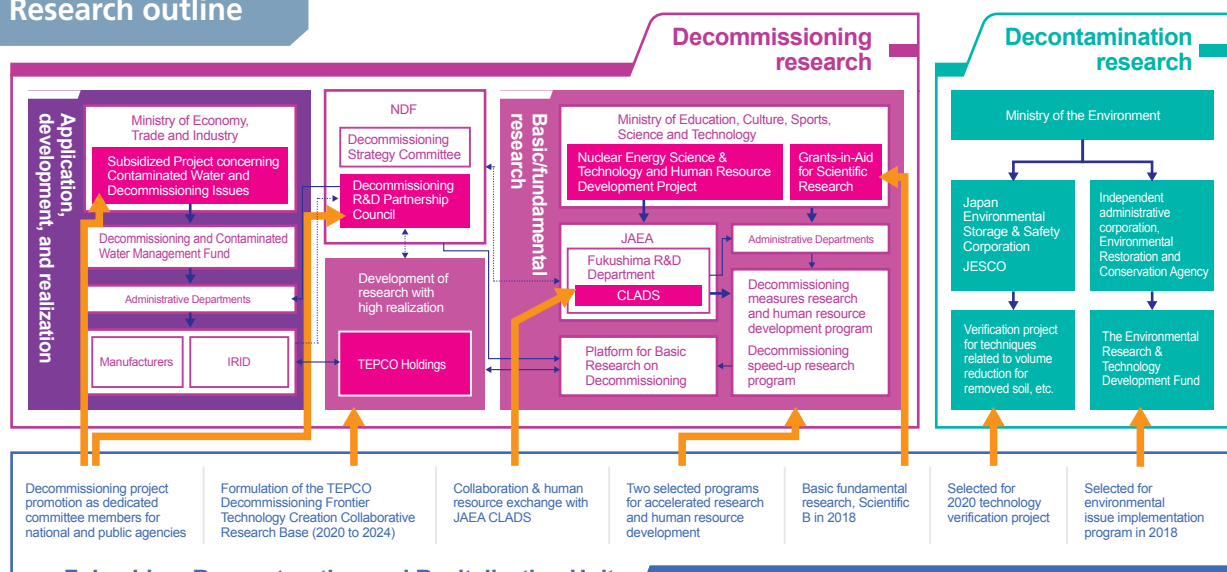 Research outline
Decommissioning
research
Decontamination
research
Application,
development, and realization
Ministry of Economy,
Trade and Industry
Subsidized Project concerning
Contaminated Water and
Decommissioning Issues
Decommissioning and Contaminated
Water Management Fund
Administrative Departments
Manufacturers
IRID
NDF
Decommissioning
Strategy Committee
Decommissioning
R&D Partnership
Council
Development of
research with
high realization
TEPCO Holdings
Basic/fundamental
research
Ministry of Education, Culture, Sports,
Science and Technology
Nuclear Energy Science &
Technology and Human Resource
Development Project
Grants-in-Aid
for Scientific
Research
JAEA
Fukushima R&D
Department
CLADS
Administrative Departments
Decommissioning
measures research
and human resource
development program
Decommissioning
speed-up research
program
Platform for Basic
Research on
Decommissioning
Ministry of the Environment
Japan
Environmental
Storage & Safety
Corporation
JESCO
Independent
administrative
corporation,
Environmental
Restoration and
Conservation Agency
Verification project
for techniques
related to volume
reduction for
removed soil, etc.
The Environmental
Research &
Technology
Development Fund
Decommissioning project
promotion as dedicated
committee members for
national and public agencies
Formulation of the TEPCO
Decommissioning Frontier
Technology Creation Collaborative
Research Base (2020 to 2024)
Collaboration & human
resource exchange with
JAEA CLADS
Two selected programs
for accelerated research
and human resource
development
Basic fundamental
research, Scientific
B in 2018
Selected for
2020 technology
verification project
Selected for
environmental
issue implementation
program in 2018
Fukushima Reconstruction and Revitalization Unit